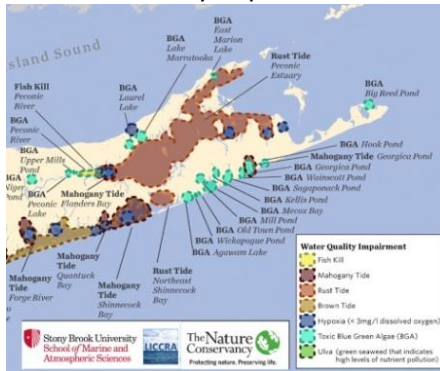 BGA
East
Marion
Lake
BGA
Lake
Marratooka
Rust Tide
Peconic
Estuary
BGA
Big Reed Pond
island Sound
BGA
Laurel
Lake
Fish Kill
Peconic
River
BGA
Peconic
River
BGA
Upper Mills
Pond
BGA
Peconic
Lake
Mahogany Tide
Flanders Bay
BGA Hook Pond
Mahogany Tide Georgica Pond
BGA Georgica Pond
BGA Wainscott Pond
BGA Sagaponack Pond
BGA Kellis Pond
BGA Mecox Bay
BGA Mill Pond
BGA Old Town Pond
BGA Wickapogue Pond
BGA Agawam Lake
Rust Tide
Northeast
Shinnecock
Bay
Mahogany
Tide
Forge River
Mahogany
Tide
Quantuck
Bay
Mahogany
Tide
Shinnecock
Bay
Water Quality Impairment
Fish Kill
Mahogany Tide
Rust Tide
Brown Tide
Hypoxia (< 3mg/l dissolved oxygen)
Toxic Blue Green Algae (BGA)
Ulva (green seaweed that indicates
high levels of nutrient pollution)
Stony Brook University
School of Marine and
Atmospheric Sciences
LICCRA
The Nature
Conservancy
Protecting nature. Preserving life.